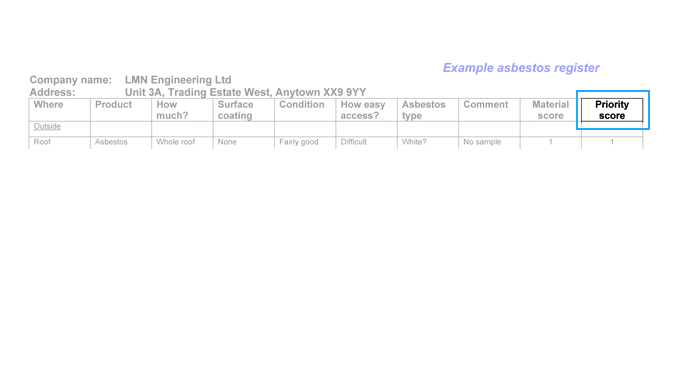 Example asbestos register
Company name: LMN Engineering Ltd
Address: Unit 3A, Trading Estate West, Anytown XX9 9YY
Where Product How much? Surface coating Condition How easy access? Asbestos type Comment Material score Priority score
Outside
Roof Asbestos Whole roof None Fairly good Difficult White? No sample 1 1